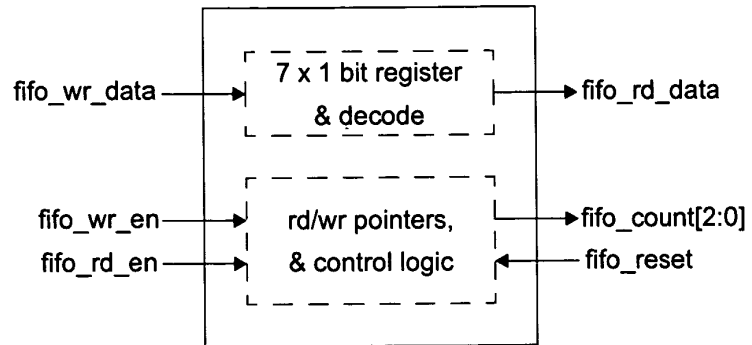 7 x 1 bit register
& decode
fifo_wr_data
fifo_rd_data
rd/wr pointers,
& control logic
fifo_wr_en
fifo_rd_en
fifo_count[2:0]
fifo_reset